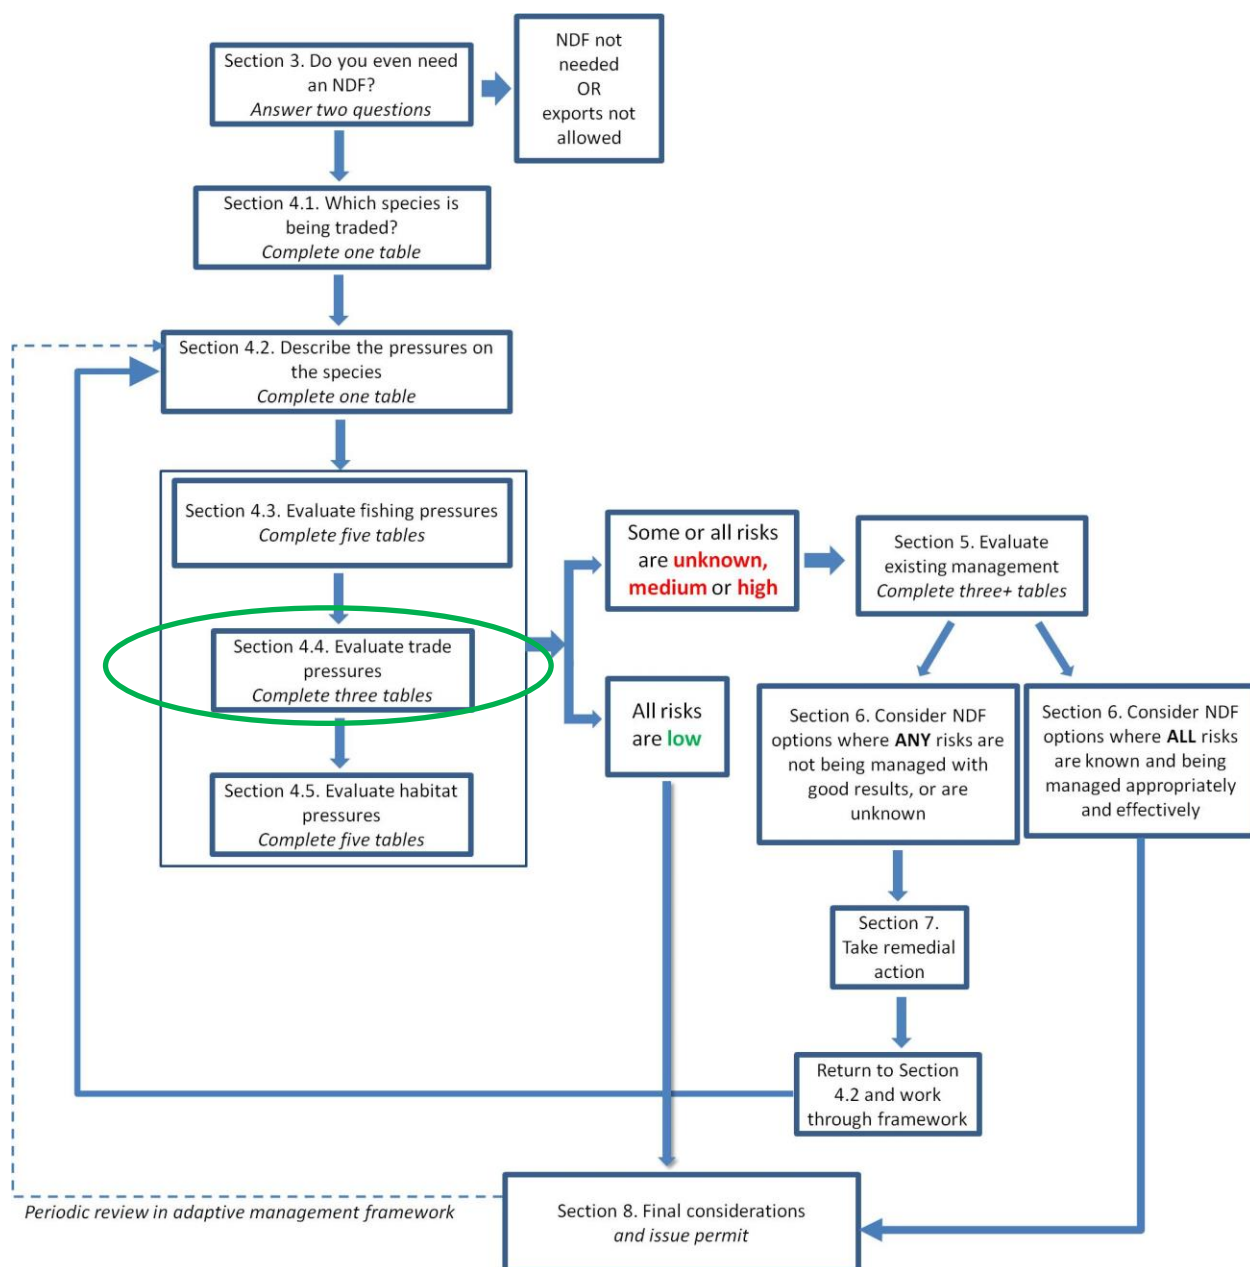 Section 3. Do you even need
an NDF?
Answer two questions
NDF not
needed
OR
exports not
allowed
Section 4.1. Which species is
being traded?
Complete one table
Section 4.2. Describe the pressures on
the species
Complete one table
Section 4.3. Evaluate fishing pressures
Complete five tables
Section 4.4. Evaluate trade
pressures
Complete three tables
Section 4.5. Evaluate habitat
pressures
Complete five tables
Some or all risks
are unknown,
medium or high
All risks
are low
Section 5. Evaluate
existing management
Complete three+ tables
Section 6. Consider NDF
options where ANY risks are
not being managed with
good results, or are
unknown
Section 6. Consider NDF
options where ALL risks
are known and being
managed appropriately
and effectively
Section 7.
Take remedial
action
Return to Section
4.2 and work
through framework
Periodic review in adaptive management framework
Section 8. Final considerations
and issue permit